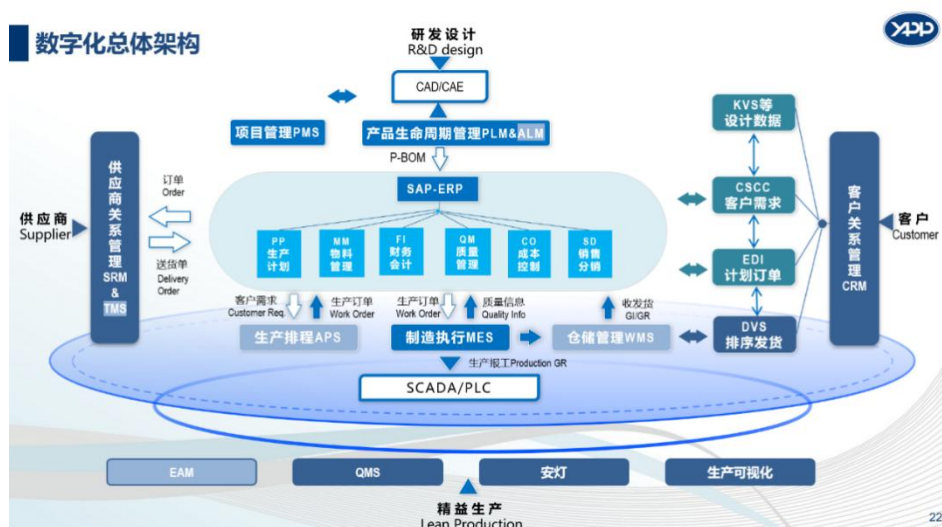 数字化总体架构
YAPP
研发设计
R&D design
CAD/CAE
项目管理PMS
产品生命周期管理PLM&ALM
P-BOM
SAP-ERP
PP
生产
计划
MM
物料
管理
FI
财务
会计
QM
质量
管理
CO
成本
控制
SD
销售
分销
供应商
Supplier
供应商关系管理
SRM
&
TMS
订单
Order
送货单
Delivery
Order
客户需求
Customer Req.
生产订单
Work Order
生产订单
Work Order
质量信息
Quality Info
收发货
GI/GR
生产排程APS
制造执行MES
仓储管理WMS
生产报工Production GR
SCADA/PLC
KVS等
设计数据
CSCC
客户需求
EDI
计划订单
DVS
排序发货
客户关系管理
CRM
客户
Customer
EAM
QMS
安灯
生产可视化
精益生产
Lean Production
22